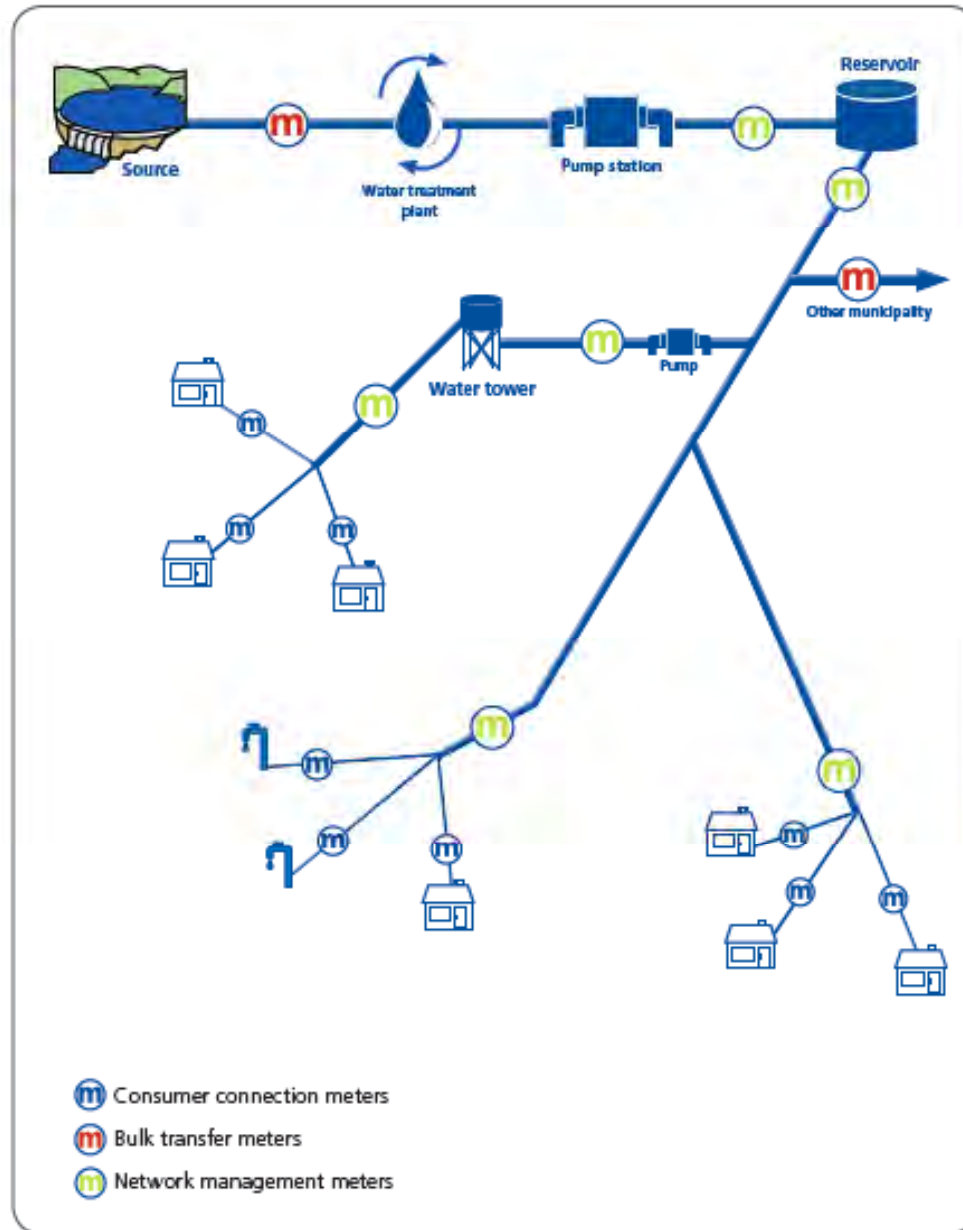 Reservoir
m
m
Source
Water treatment
plant
Pump station
m
m
Other municipality
m
Pump
Water tower
m
m
m
m
m
m
m
m
m
m
m
m
m
m Consumer connection meters
m Bulk transfer meters
m Network management meters